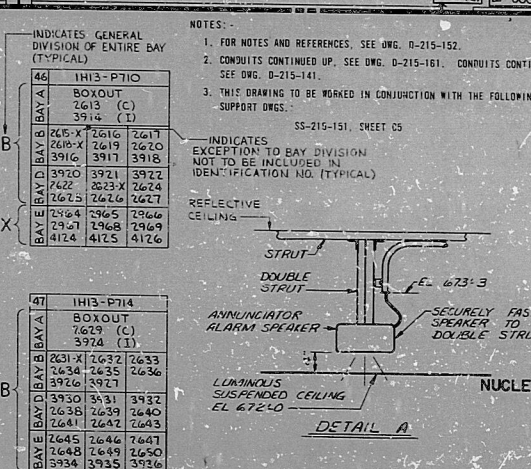 INDICATES GENERAL
DIVISION OF ENTIRE BAY
(TYPICAL)
46 1H13-P710
BAY A BOXOUT
2613 (C)
3914 (I)
B
BAY B 2615-X 2616 2617
2618-X 2619 2620
3916 3917 3918
BAY D 3920 3921 3922
2622 2623-X 2624
2625 2626 2627
X
BAY E 2964 2965 2966
2967 2968 2969
4124 4125 4126
47 1H13-P714
BAY A BOXOUT
2629 (C)
3924 (I)
B
BAY B 2631-X 2632 2633
2634 2635 2636
3926 3927
BAY D 3930 3931 3932
2638 2639 2640
2641 2642 2643
BAY E 2645 2646 2647
2648 2649 2650
3934 3935 3936
NOTES:-
1. FOR NOTES AND REFERENCES, SEE DWG. D-215-152.
2. CONDUITS CONTINUED UP, SEE DWG. D-215-161. CONDUITS CONTI
SEE DWG. D-215-141.
3. THIS DRAWING TO BE WORKED IN CONJUNCTION WITH THE FOLLOWIN
SUPPORT DWGS.
SS-215-151, SHEET C5
INDICATES
EXCEPTION TO BAY DIVISION
NOT TO BE INCLUDED IN
IDENTIFICATION NO. (TYPICAL)
REFLECTIVE
CEILING
STRUT
DOUBLE
STRUT
EL 673-3
ANNUNCIATOR
ALARM SPEAKER
SECURELY FAS
SPEAKER TO
DOUBLE STRU
LUMINOUS
SUSPENDED CEILING
EL 672-0
NUCLE
DETAIL A